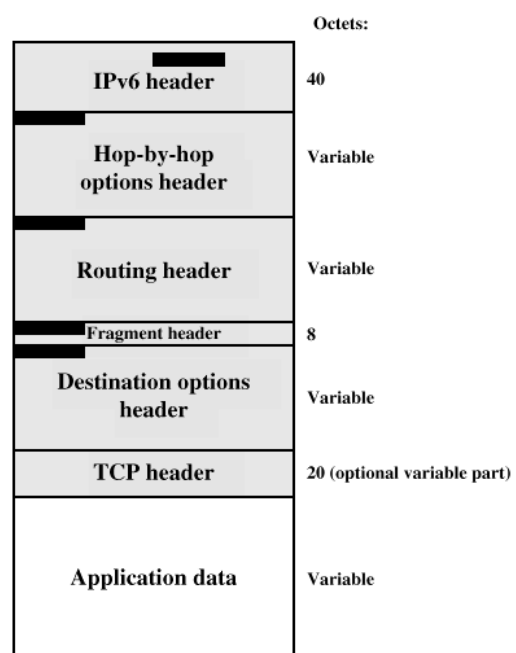 Octets:
IPv6 header
40
Hop-by-hop
options header
Variable
Routing header
Variable
Fragment header
8
Destination options
header
Variable
TCP header
20 (optional variable part)
Application data
Variable